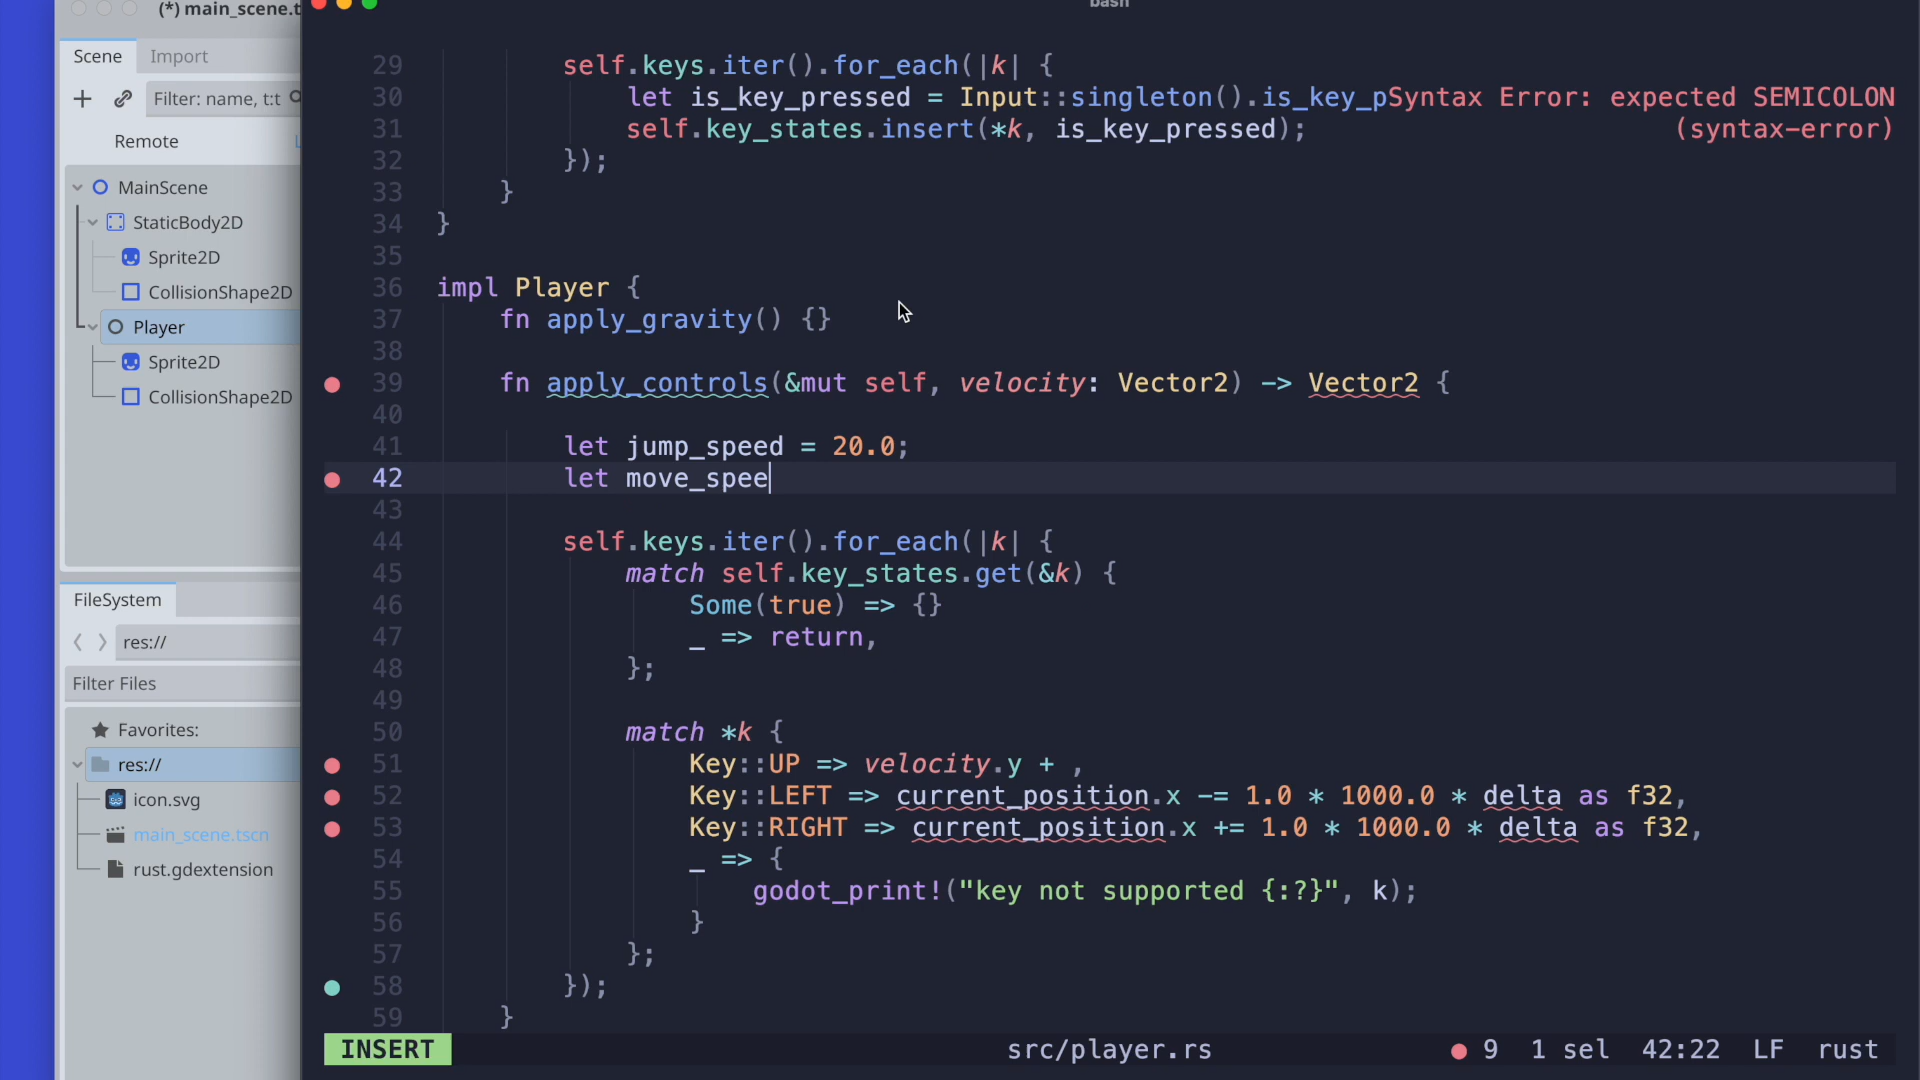 (*) main_scene.t
bash
Scene
Import
Filter: name, t:t
Remote
L
MainScene
StaticBody2D
Sprite2D
CollisionShape2D
Player
Sprite2D
CollisionShape2D
FileSystem
res://
Filter Files
Favorites:
res://
icon.svg
main_scene.tscn
rust.gdextension
29 self.keys.iter().for_each(|k| {
30 let is_key_pressed = Input::singleton().is_key_pSyntax Error: expected SEMICOLON
31 self.key_states.insert(*k, is_key_pressed); (syntax-error)
32 });
33 }
34 }
35
36 impl Player {
37 fn apply_gravity() {}
38
39 fn apply_controls(&mut self, velocity: Vector2) -> Vector2 {
40
41 let jump_speed = 20.0;
42 let move_spee
43
44 self.keys.iter().for_each(|k| {
45 match self.key_states.get(&k) {
46 Some(true) => {}
47 _ => return,
48 };
49
50 match *k {
51 Key::UP => velocity.y + ,
52 Key::LEFT => current_position.x -= 1.0 * 1000.0 * delta as f32,
53 Key::RIGHT => current_position.x += 1.0 * 1000.0 * delta as f32,
54 _ => {
55 godot_print!("key not supported {:?}", k);
56 }
57 };
58 });
59 }
INSERT src/player.rs 9 1 sel 42:22 LF rust